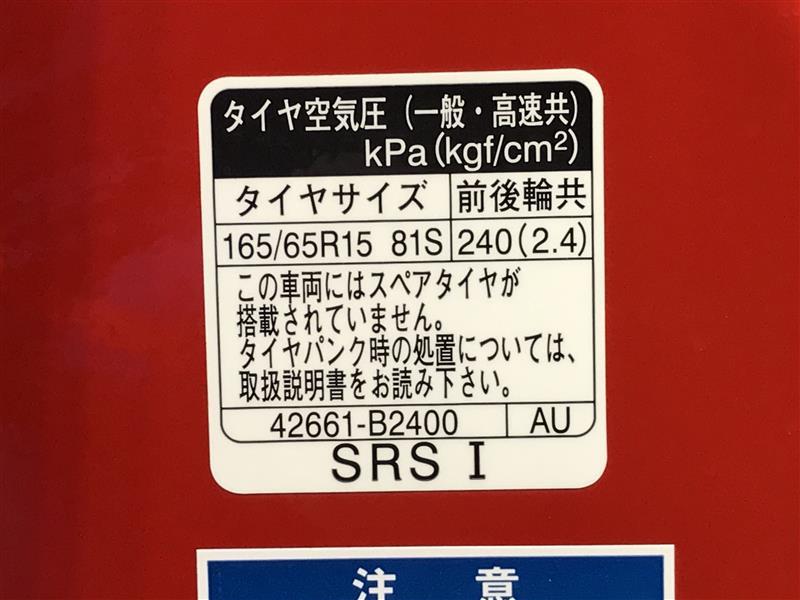 タイヤ空気圧(一般・高速共)
kPa(kgf/cm²)
タイヤサイズ 前後輪共
165/65R15 81S 240(2.4)
この車両にはスペアタイヤが
搭載されていません。
タイヤパンク時の処置については、
取扱説明書をお読み下さい。
42661-B2400 AU
SRS I
注意